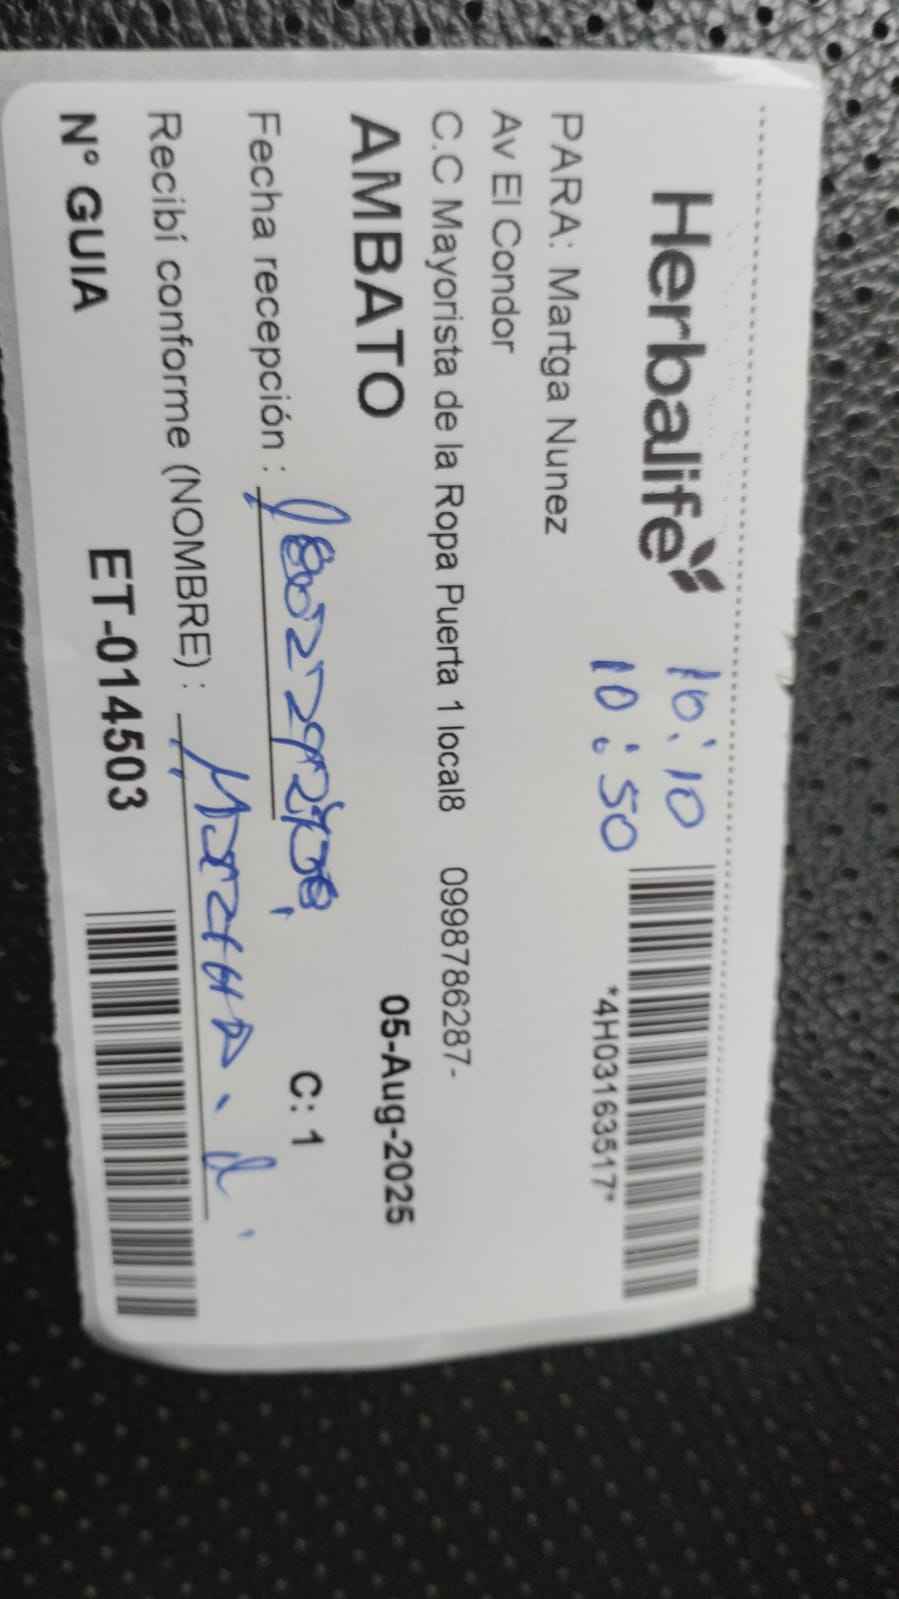 Herbalife
10:10
10:50
*4H03163517*
PARA: Martga Nunez
Av El Condor
C.C Mayorista de la Ropa Puerta 1 local8 0998786287-
AMBATO 05-Aug-2025
Fecha recepción :
C: 1
Recibí conforme (NOMBRE) :
N° GUIA ET-014503